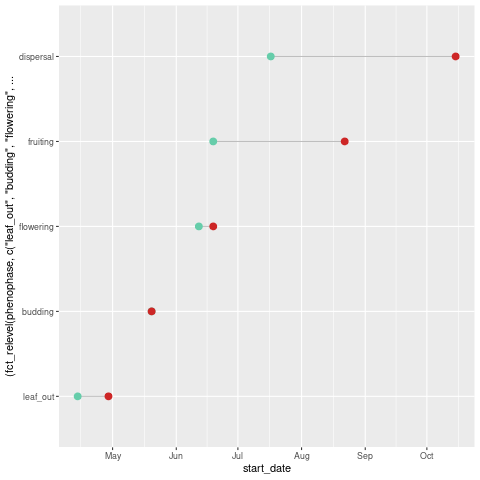 (fct_relevel(phenophase, c("leaf_out", "budding", "flowering", ...
dispersal
fruiting
flowering
budding
leaf_out
May Jun Jul Aug Sep Oct
start_date